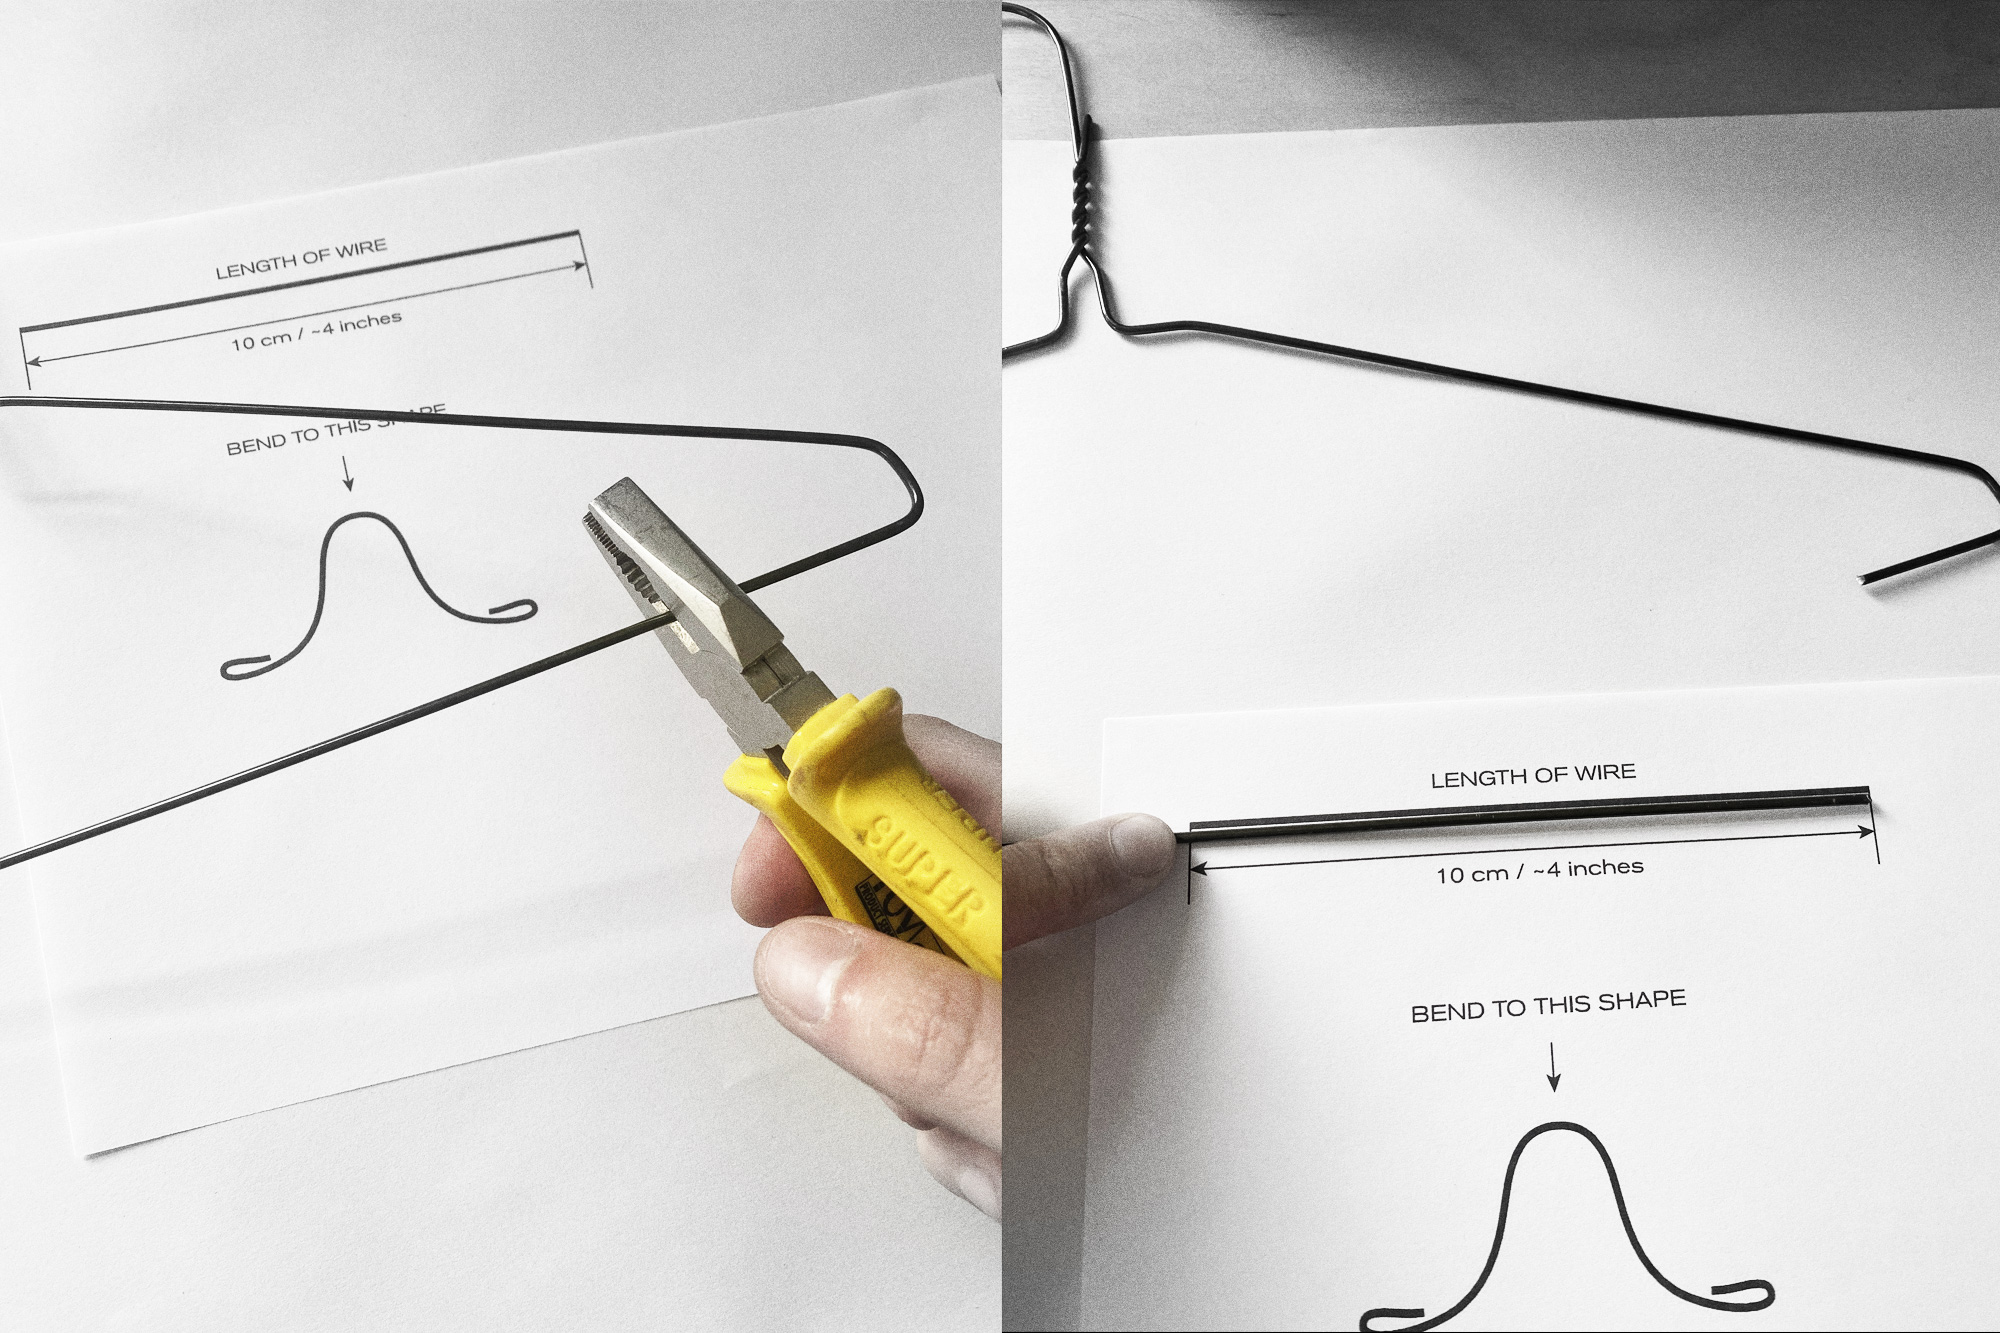 LENGTH OF WIRE
10 cm / ~4 inches
BEND TO THIS SHAPE
SUPER
LENGTH OF WIRE
10 cm / ~4 inches
BEND TO THIS SHAPE